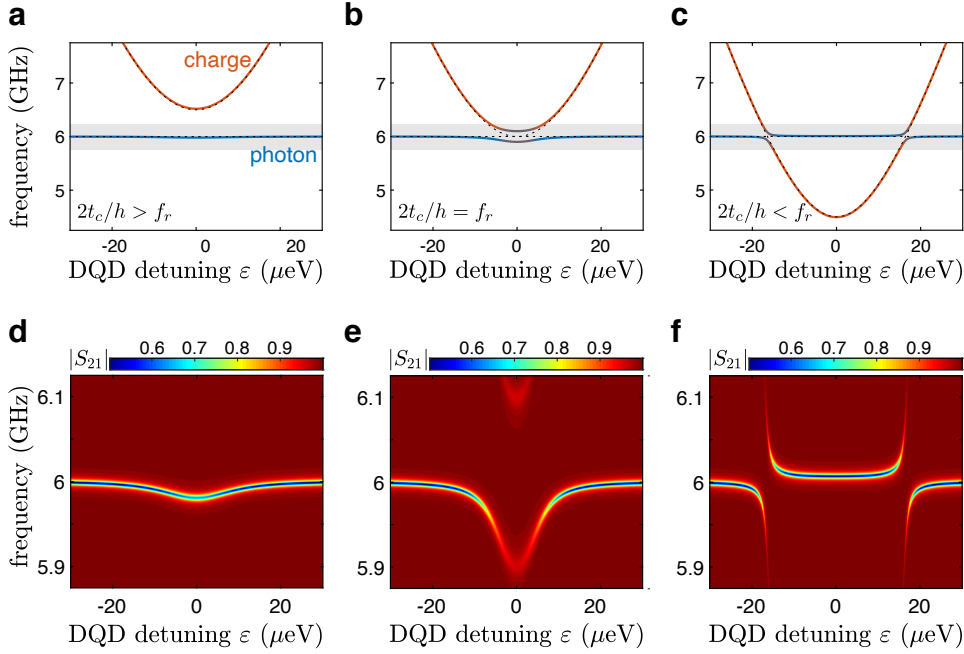 a
b
c
frequency (GHz)
7
6
5
charge
photon
2t_c/h > f_r
-20 0 20
DQD detuning ε (μeV)
7
6
5
2t_c/h = f_r
-20 0 20
DQD detuning ε (μeV)
7
6
5
2t_c/h < f_r
-20 0 20
DQD detuning ε (μeV)
d
e
f
|S_21| 0.6 0.7 0.8 0.9
frequency (GHz)
6.1
6
5.9
-20 0 20
DQD detuning ε (μeV)
|S_21| 0.6 0.7 0.8 0.9
6.1
6
5.9
-20 0 20
DQD detuning ε (μeV)
|S_21| 0.6 0.7 0.8 0.9
6.1
6
5.9
-20 0 20
DQD detuning ε (μeV)